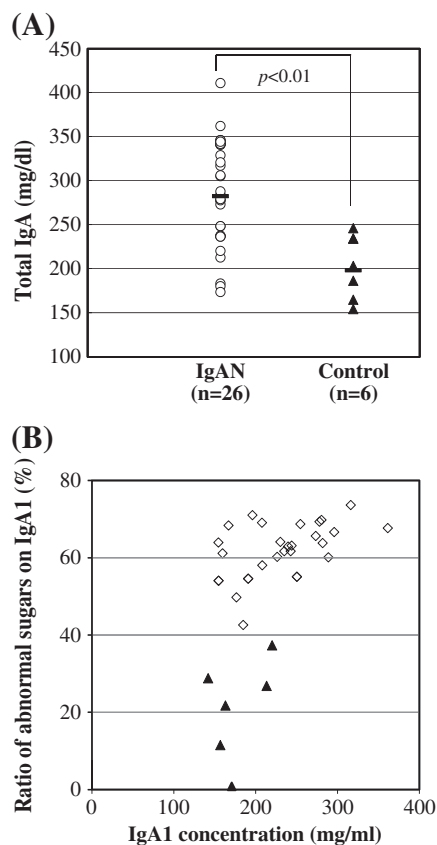 (A)
Total IgA (mg/dl)
450
400
350
300
250
200
150
100
p<0.01
IgAN
(n=26)
Control
(n=6)
(B)
Ratio of abnormal sugars on IgA1 (%)
80
60
40
20
0
0
100
200
300
400
IgA1 concentration (mg/ml)